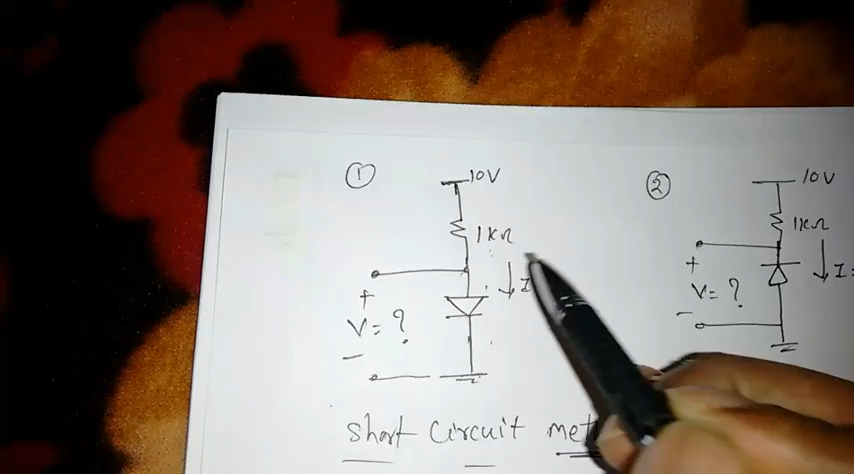 ① ②
10V 10V
1kΩ 1kΩ
I I=
+ +
V=? V=?
- -
short Circuit